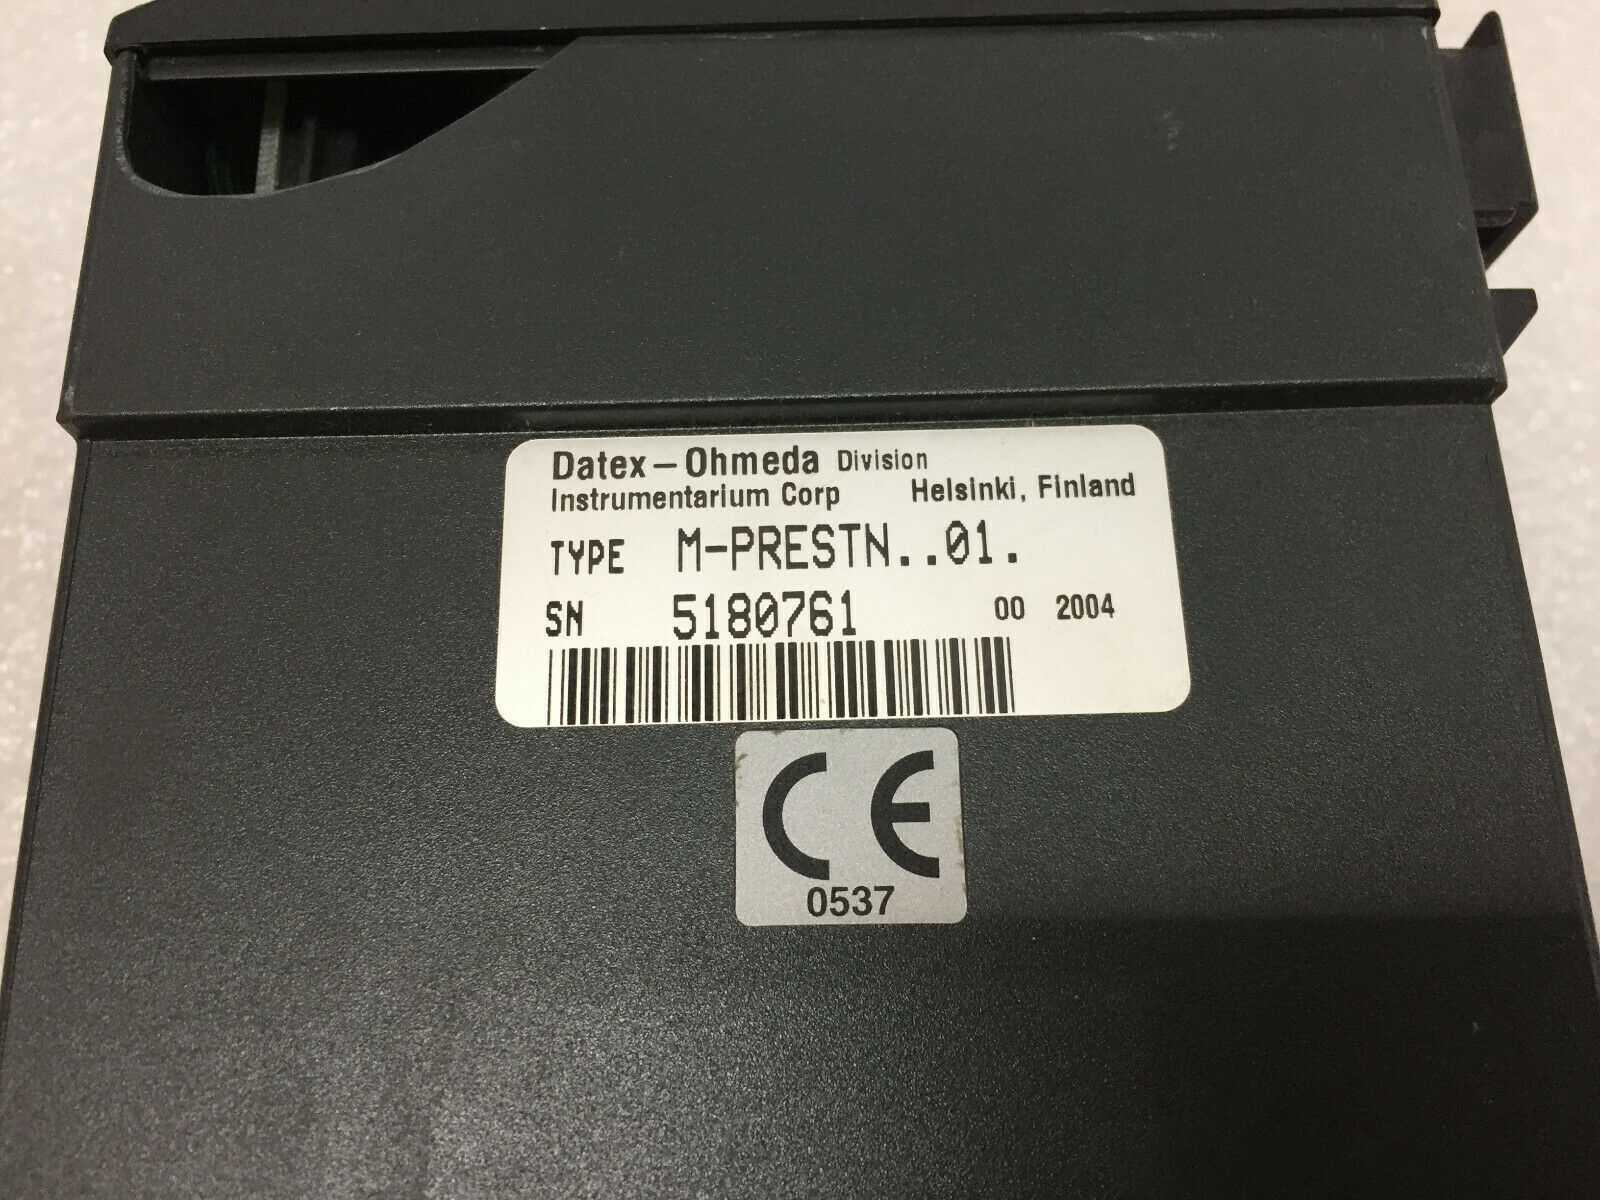 Datex-Ohmeda Division
Instrumentarium Corp Helsinki, Finland
TYPE M-PRESTN..01.
SN 5180761 00 2004
CE
0537